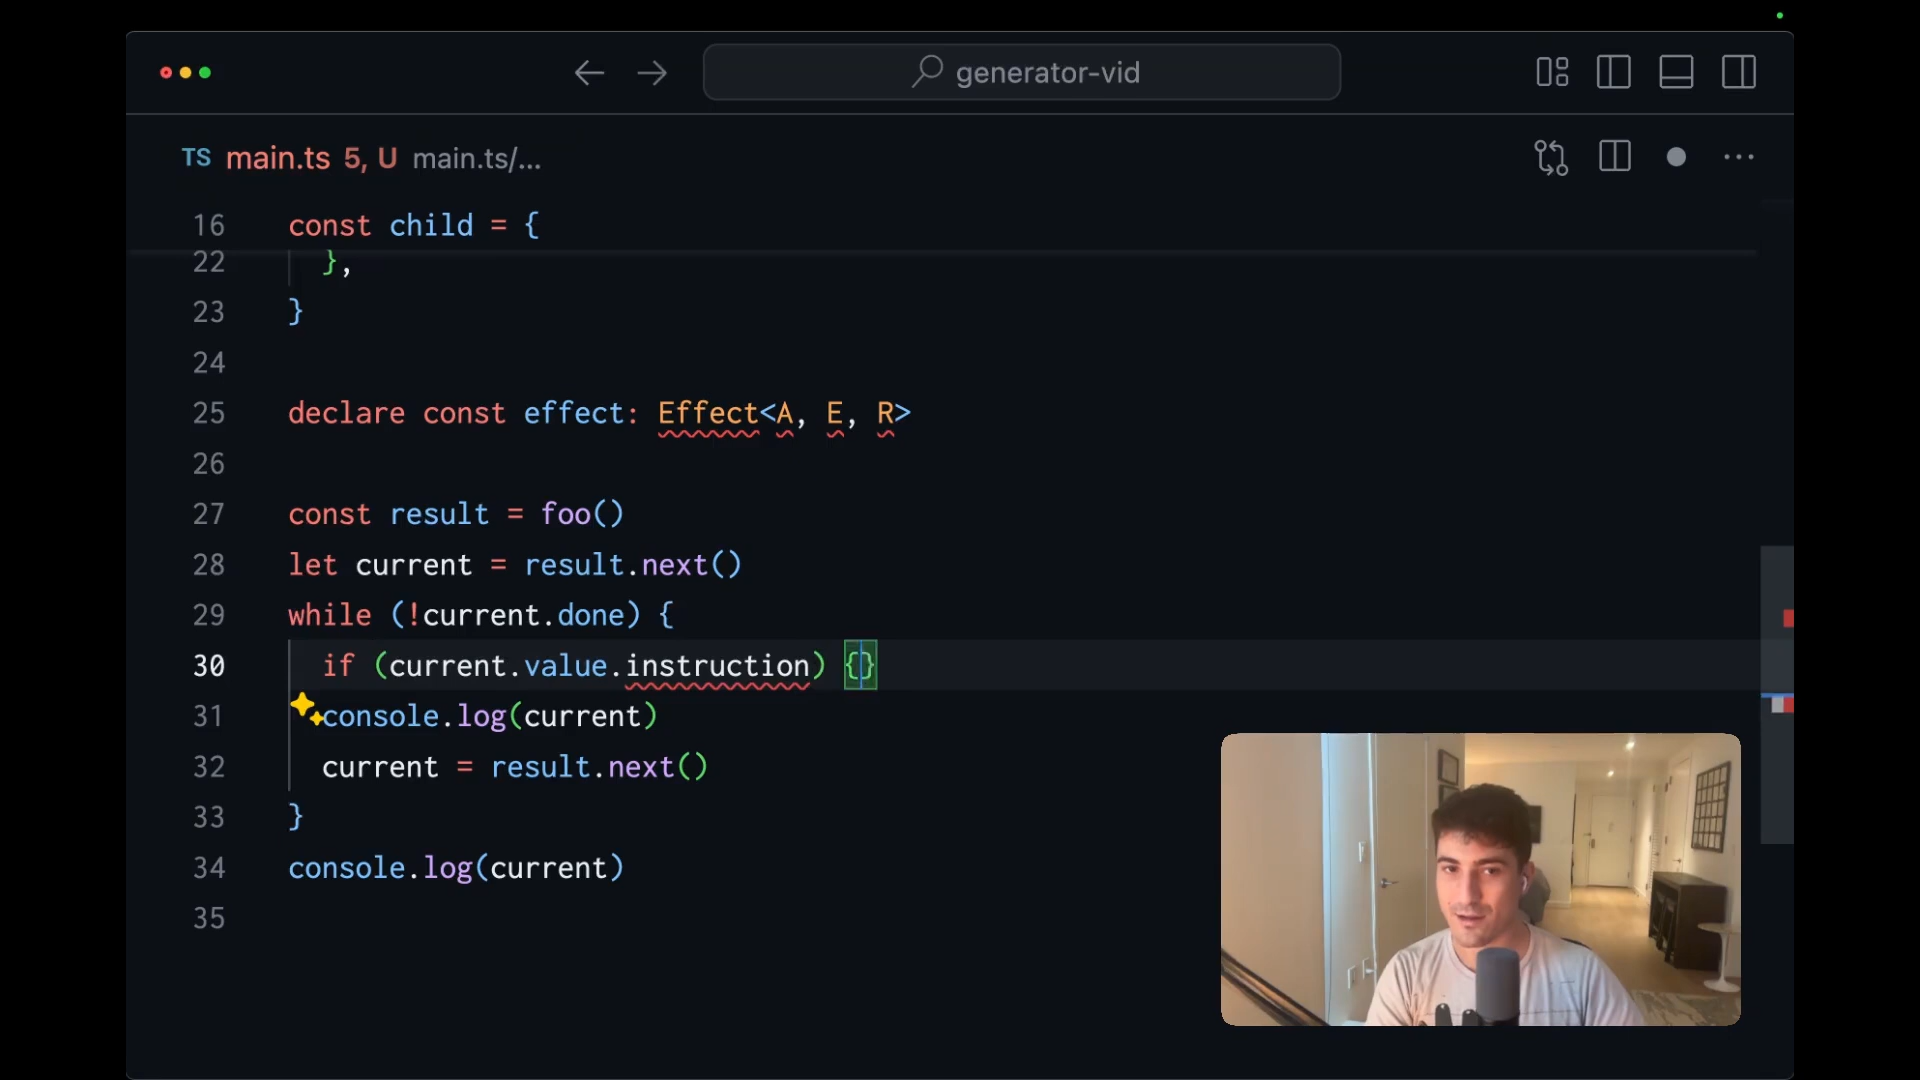 generator-vid
TS main.ts 5, U main.ts/...
16 const child = {
22 },
23 }
24
25 declare const effect: Effect<A, E, R>
26
27 const result = foo()
28 let current = result.next()
29 while (!current.done) {
30 if (current.value.instruction) {}
31 console.log(current)
32 current = result.next()
33 }
34 console.log(current)
35